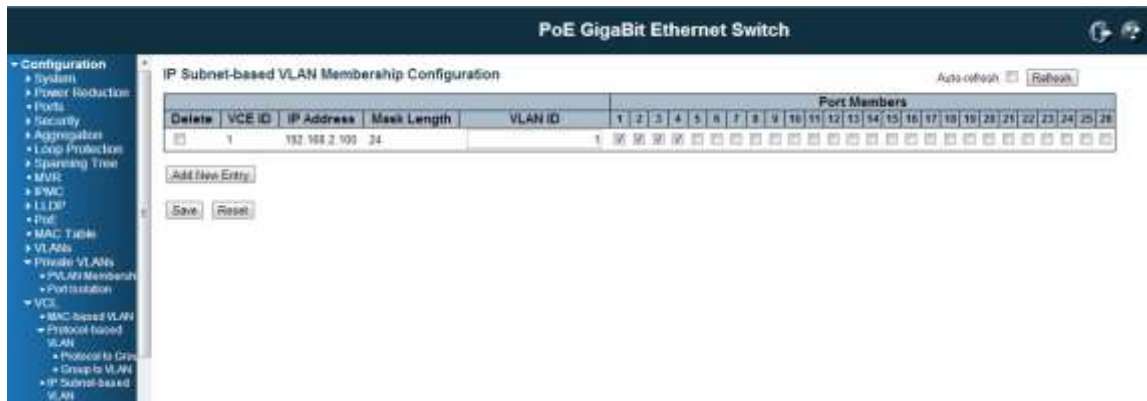 PoE GigaBit Ethernet Switch
Configuration
System
Power Reduction
Ports
Security
Aggregation
Loop Protection
Spanning Tree
MVR
IPMC
LLDP
PoE
MAC Table
VLANs
Private VLANs
PVLAN Membersh
Port Isolation
VCL
MAC-based VLAN
Protocol-based
VLAN
Protocol to Grou
Group to VLAN
IP Subnet-based
VLAN
IP Subnet-based VLAN Membership Configuration
Auto-refresh Refresh
Port Members
Delete VCE ID IP Address Mask Length VLAN ID 1 2 3 4 5 6 7 8 9 10 11 12 13 14 15 16 17 18 19 20 21 22 23 24 25 26
1 192.168.2.100 24 1
Add New Entry
Save Reset